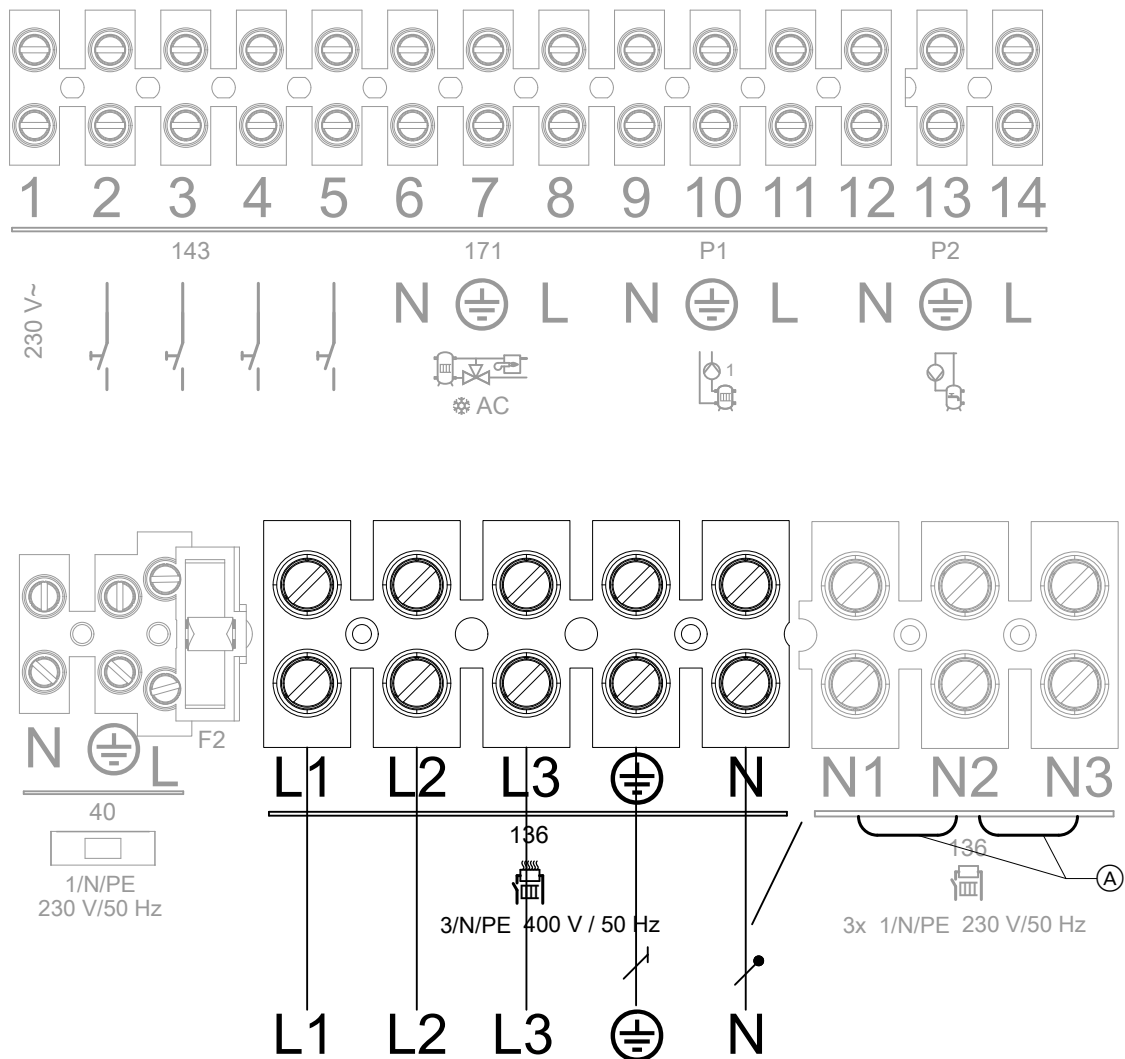 1 2 3 4 5 6 7 8 9 10 11 12 13 14
143 171 P1 P2
230 V~
N L N L N L
1
AC
N L F2
L1 L2 L3 N N1 N2 N3
40
136 136
A
1/N/PE
230 V/50 Hz
3/N/PE 400 V / 50 Hz
3x 1/N/PE 230 V/50 Hz
L1 L2 L3 N